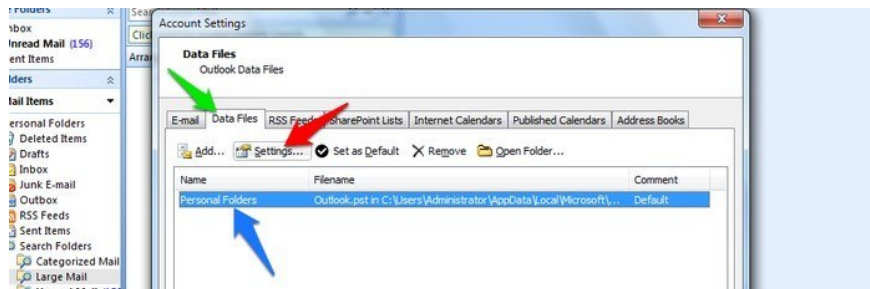 Folders
Inbox
Unread Mail (156)
Sent Items
Folders
Mail Items
Personal Folders
Deleted Items
Drafts
Inbox
Junk E-mail
Outbox
RSS Feeds
Sent Items
Search Folders
Categorized Mail
Large Mail
Account Settings
Data Files
Outlook Data Files
E-mail Data Files RSS Feeds SharePoint Lists Internet Calendars Published Calendars Address Books
Add... Settings... Set as Default Remove Open Folder...
Name Filename Comment
Personal Folders Outlook.pst in C:\Users\Administrator\AppData\Local\Microsoft\... Default